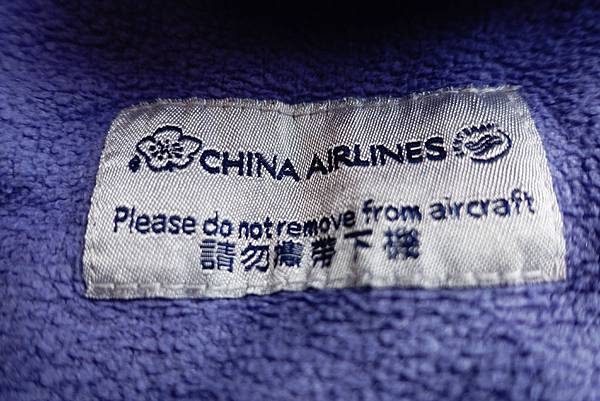 CHINA AIRLINES
Please do not remove from aircraft
請勿攜帶下機